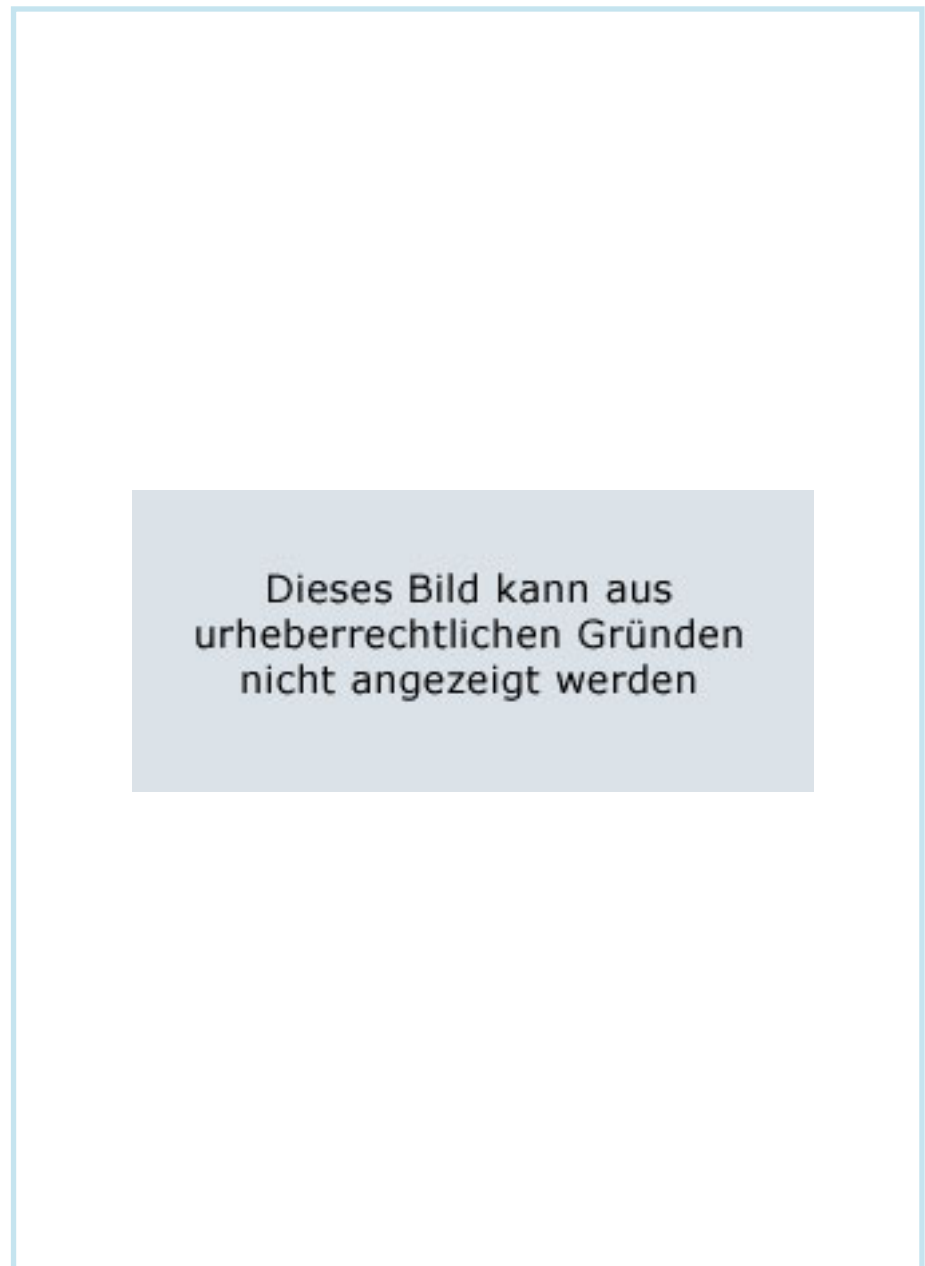 Dieses Bild kann aus
urheberrechtlichen Gründen
nicht angezeigt werden